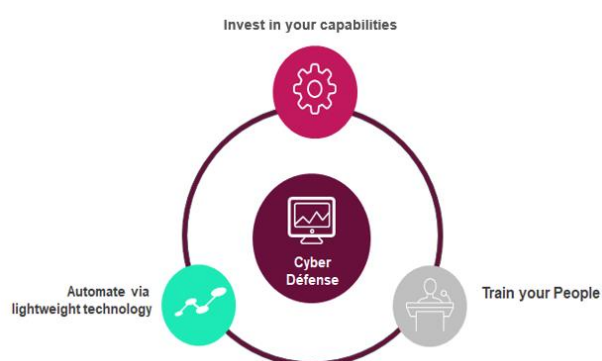 Invest in your capabilities
Cyber
Défense
Automate via
lightweight technology
Train your People